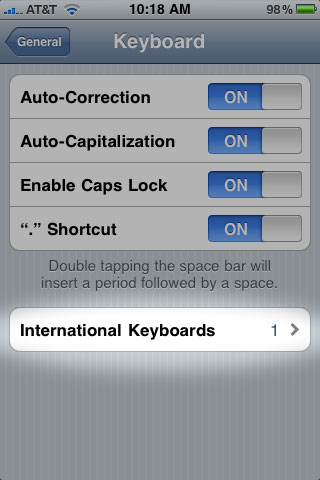 AT&T 10:18 AM 98%
General Keyboard
Auto-Correction ON
Auto-Capitalization ON
Enable Caps Lock ON
“.” Shortcut ON
Double tapping the space bar will
insert a period followed by a space.
International Keyboards 1